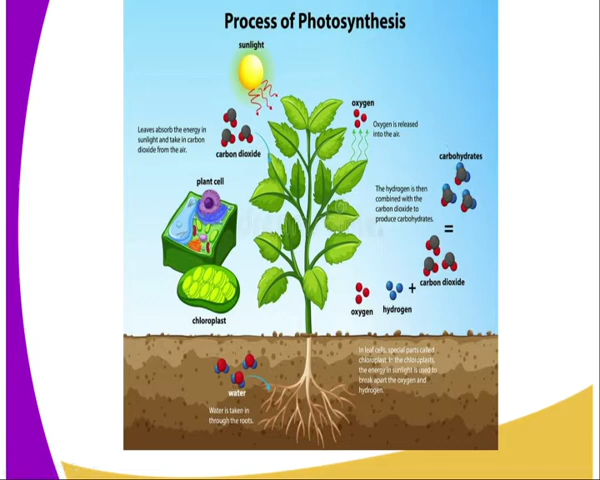 Process of Photosynthesis
sunlight
oxygen
Leaves absorb the energy in
sunlight and take in carbon
dioxide from the air.
carbon dioxide
Oxygen is released
into the air.
carbohydrates
plant cell
The hydrogen is then
combined with the
carbon dioxide to
produce carbohydrates.
=
carbon dioxide
+
oxygen
hydrogen
chloroplast
In leaf cells, special parts called
chloroplast. In the chloroplasts,
the energy in sunlight is used to
break apart the oxygen and
hydrogen.
water
Water is taken in
through the roots.